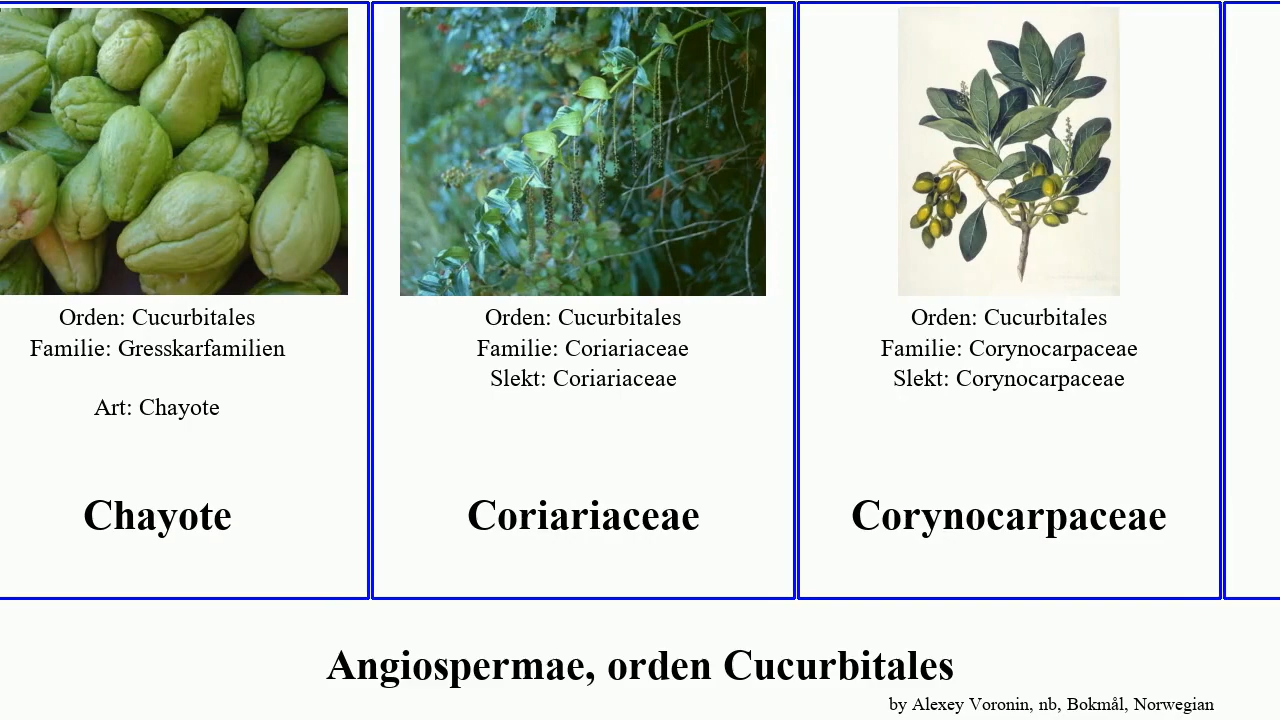 Orden: Cucurbitales
Familie: Gresskarfamilien
Art: Chayote
Chayote
Orden: Cucurbitales
Familie: Coriariaceae
Slekt: Coriariaceae
Coriariaceae
Orden: Cucurbitales
Familie: Corynocarpaceae
Slekt: Corynocarpaceae
Corynocarpaceae
Angiospermae, orden Cucurbitales
by Alexey Voronin, nb, Bokmål, Norwegian